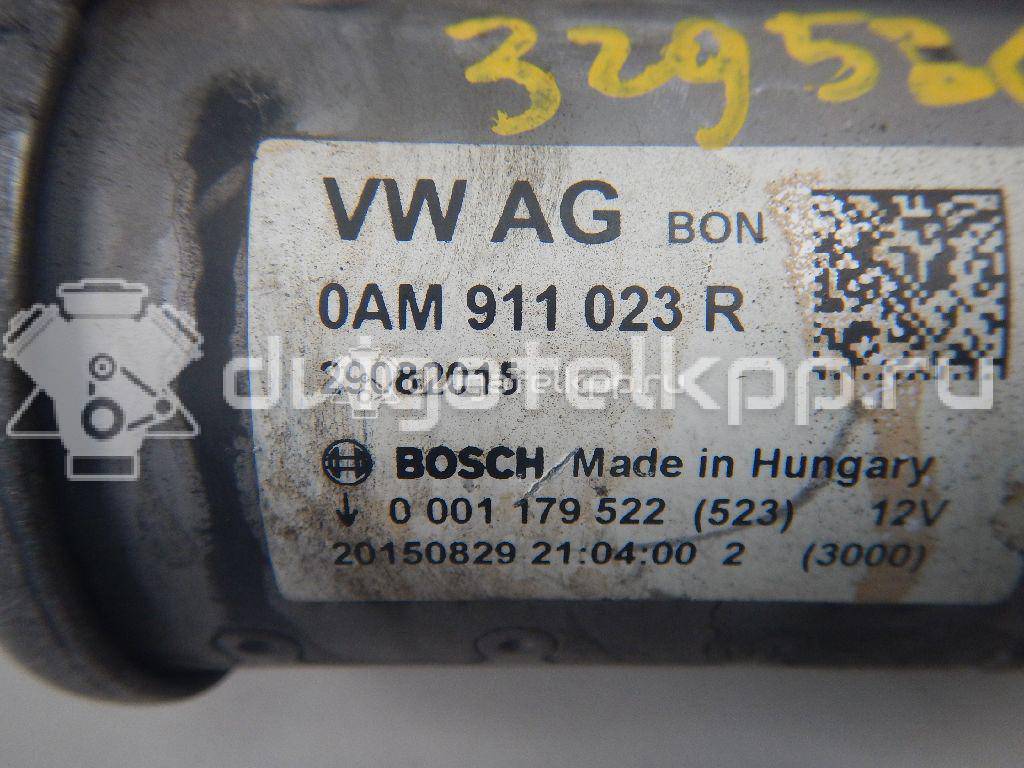 32953
VW AG BON
0AM 911 023 R
29082015
dvigatelkpp.ru
BOSCH Made in Hungary
0 001 179 522 (523) 12V
20150829 21:04:00 2 (3000)